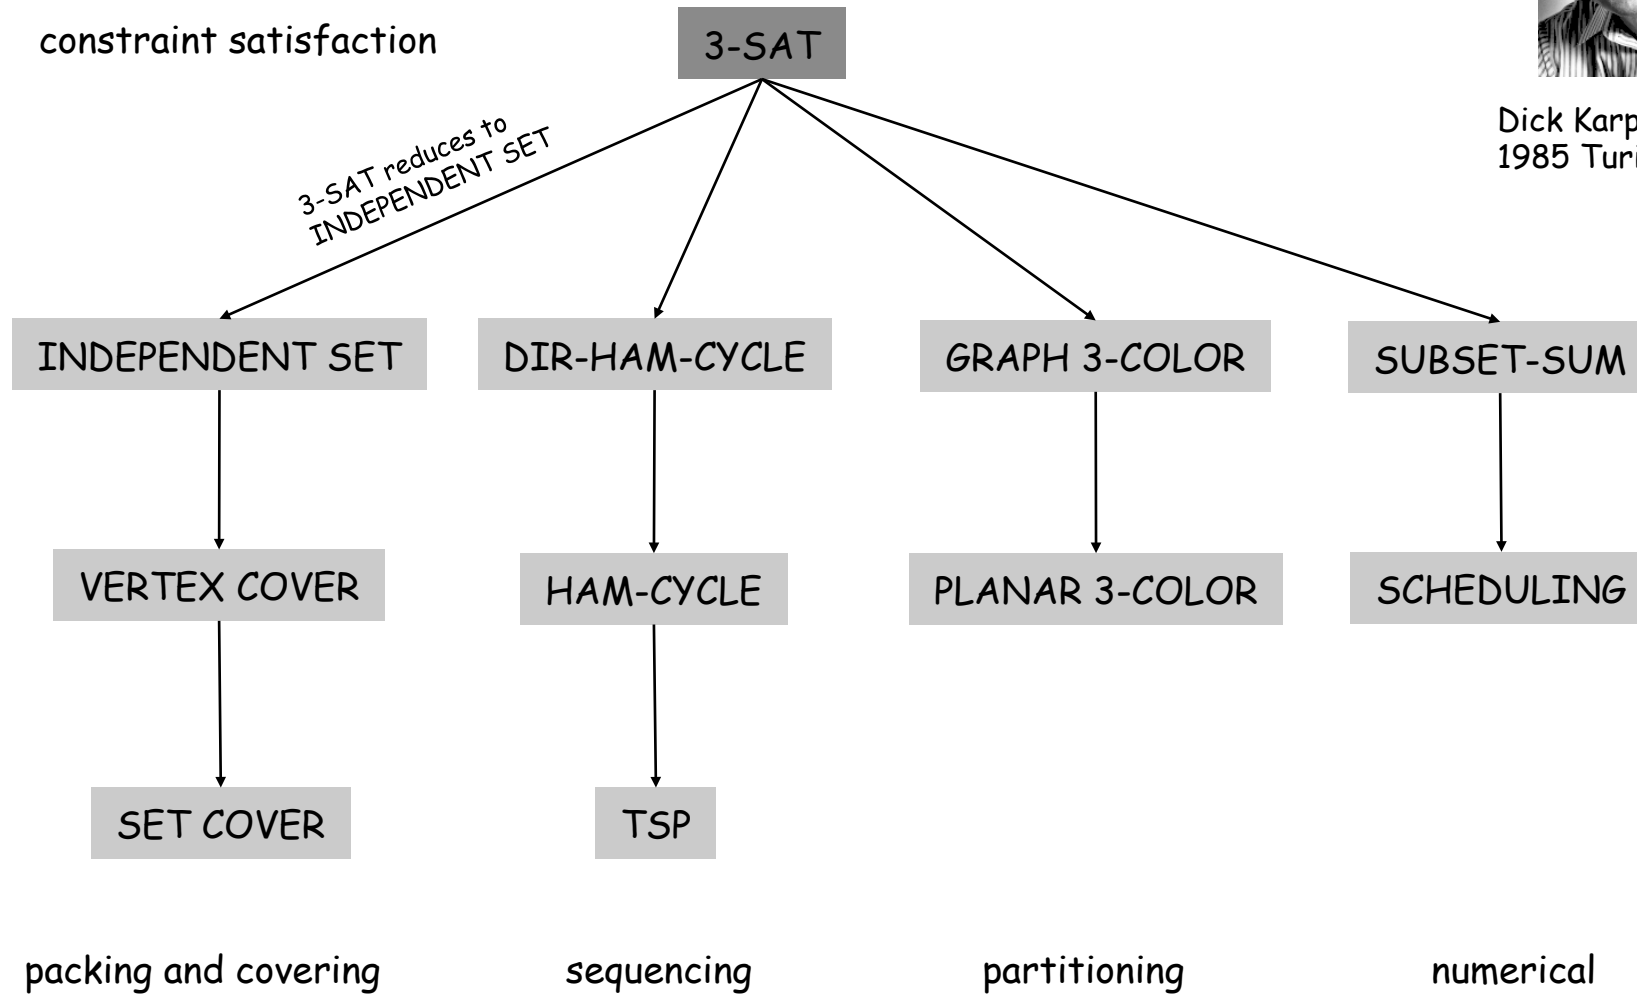 constraint satisfaction
3-SAT
Dick Karp
1985
3-SAT reduces to
INDEPENDENT SET
INDEPENDENT SET
DIR-HAM-CYCLE
GRAPH 3-COLOR
SUBSET-SUM
VERTEX COVER
HAM-CYCLE
PLANAR 3-COLOR
SCHEDULING
SET COVER
TSP
packing and covering
sequencing
partitioning
numerical